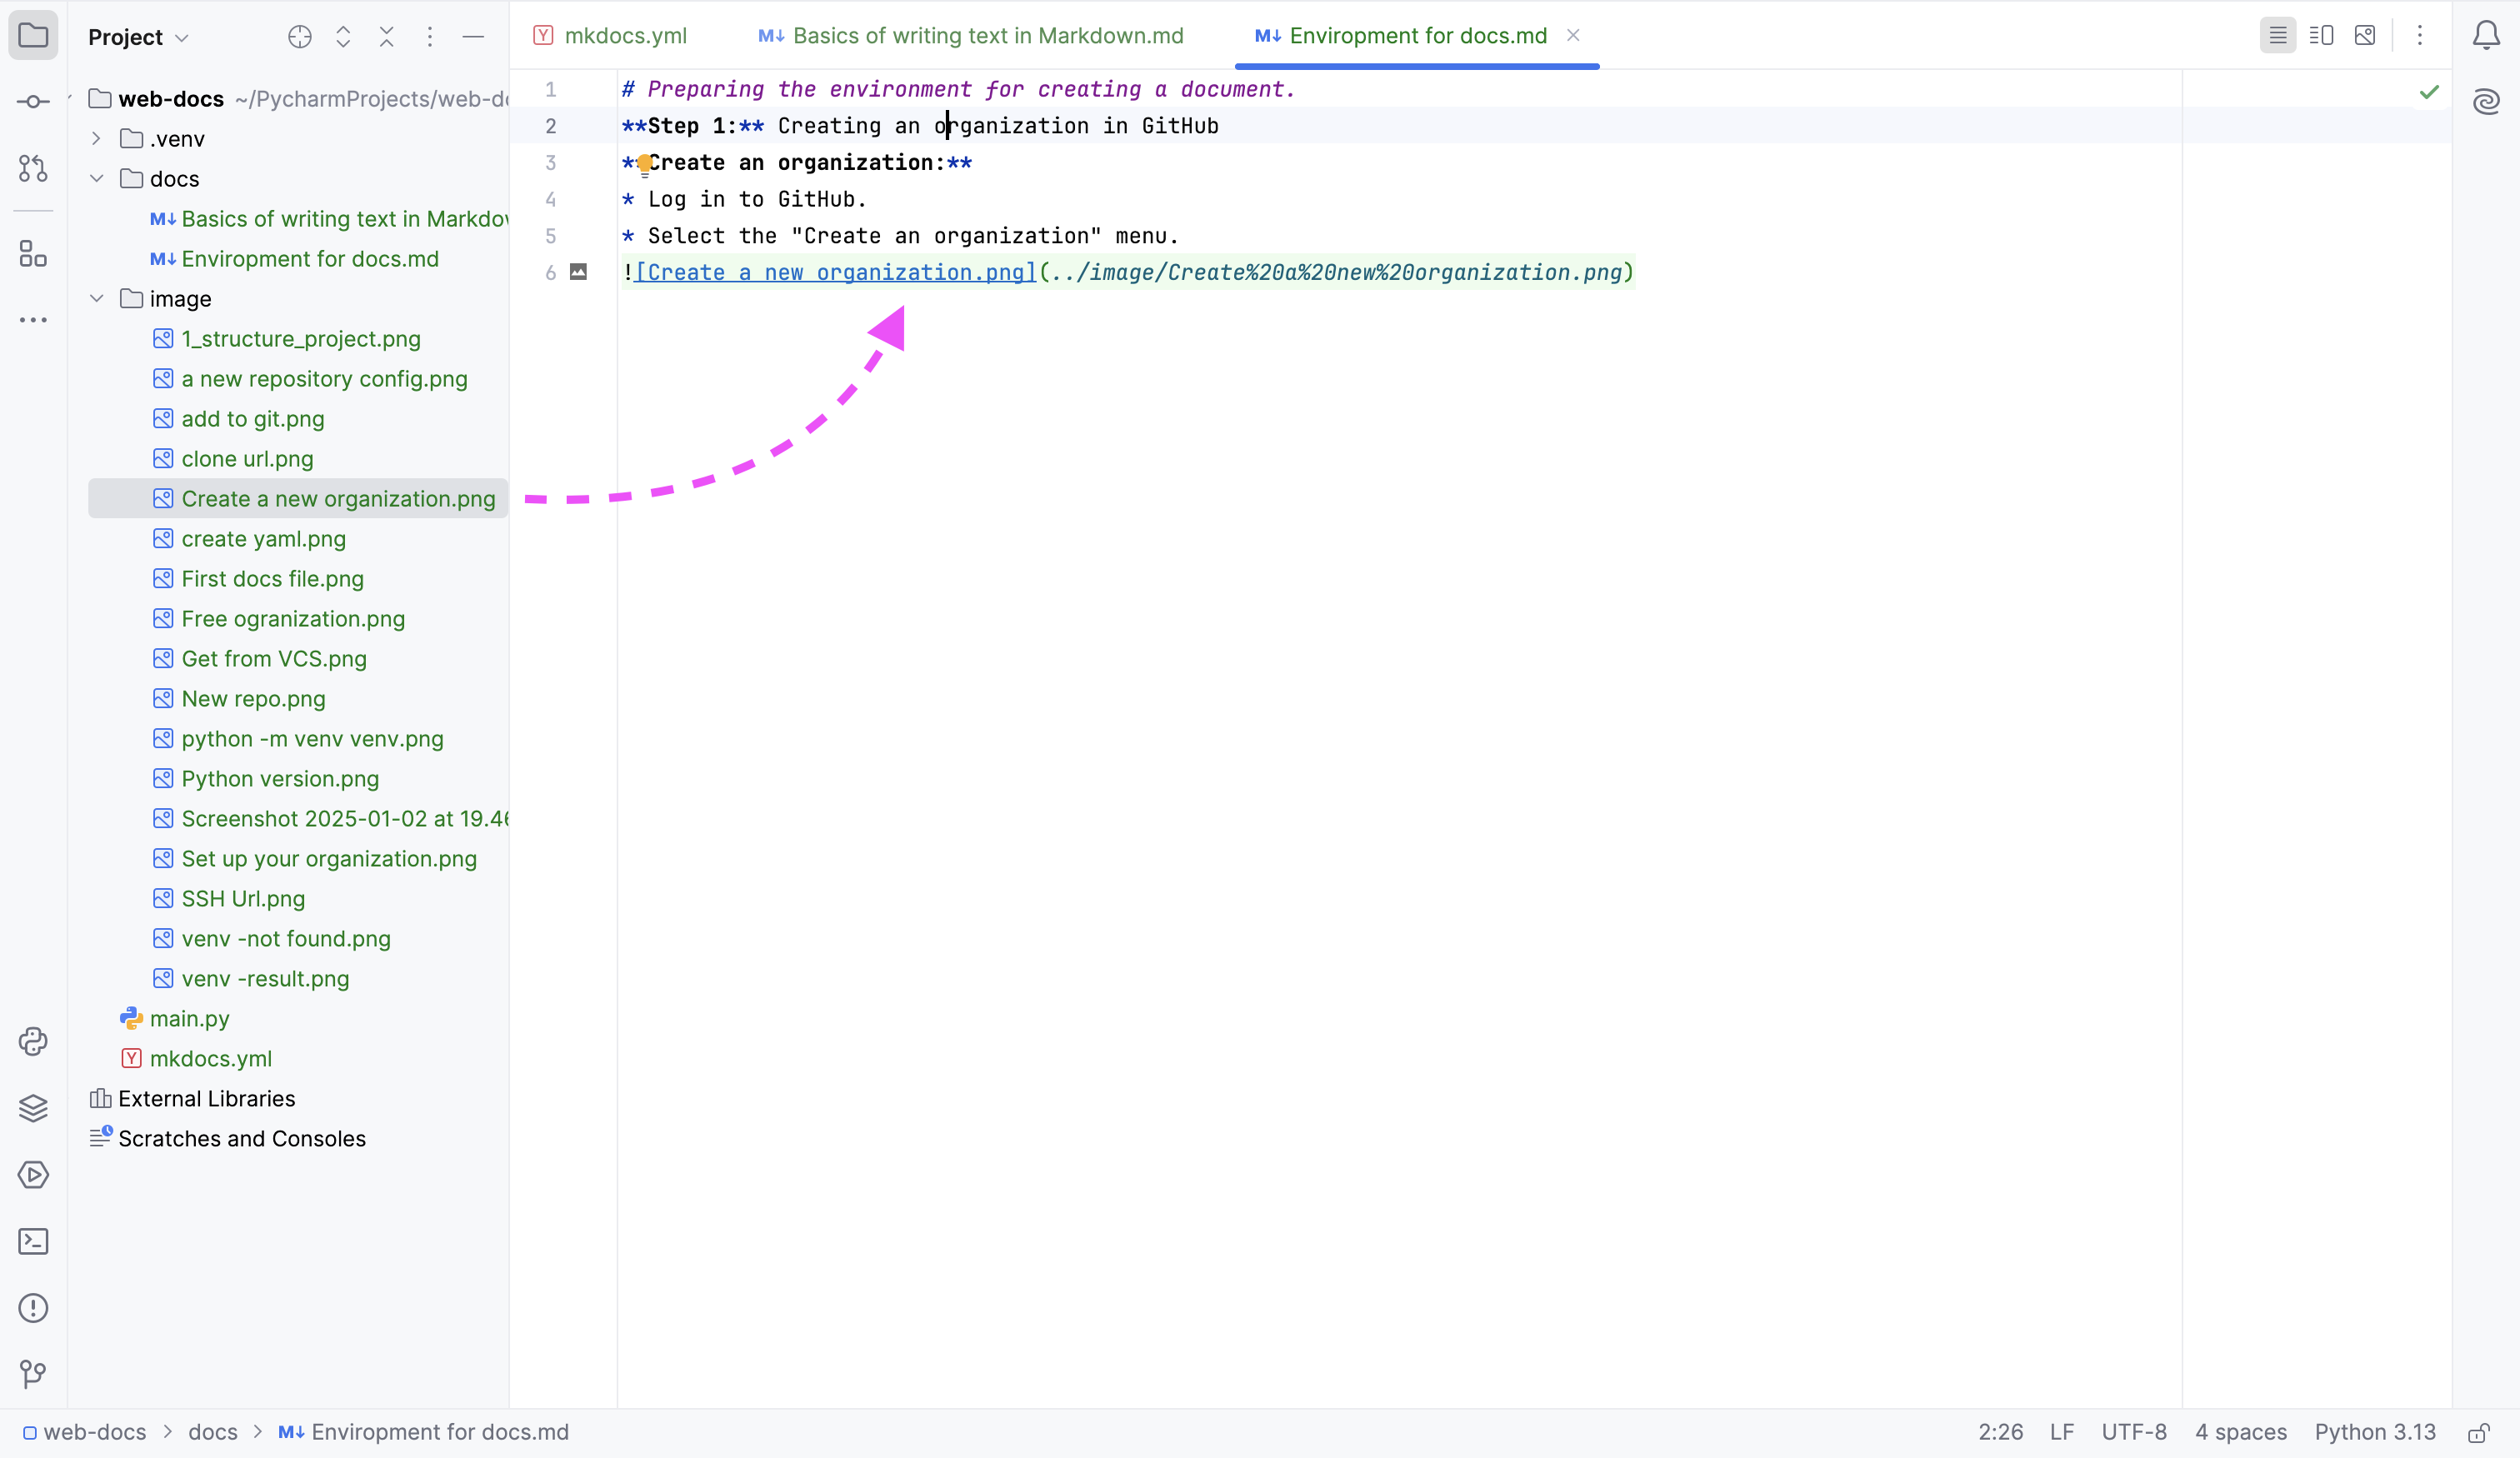 Project
mkdocs.yml
M↓ Basics of writing text in Markdown.md
M↓ Enviropment for docs.md
web-docs ~/PycharmProjects/web-do
.venv
docs
M↓ Basics of writing text in Markdow
M↓ Enviropment for docs.md
image
1_structure_project.png
a new repository config.png
add to git.png
clone url.png
Create a new organization.png
create yaml.png
First docs file.png
Free ogranization.png
Get from VCS.png
New repo.png
python -m venv venv.png
Python version.png
Screenshot 2025-01-02 at 19.46
Set up your organization.png
SSH Url.png
venv -not found.png
venv -result.png
main.py
Y mkdocs.yml
External Libraries
Scratches and Consoles
1 # Preparing the environment for creating a document.
2 **Step 1:** Creating an organization in GitHub
3 **Create an organization:**
4 * Log in to GitHub.
5 * Select the "Create an organization" menu.
6 ![Create a new organization.png](../image/Create%20a%20new%20organization.png)
web-docs > docs > M↓ Enviropment for docs.md
2:26 LF UTF-8 4 spaces Python 3.13